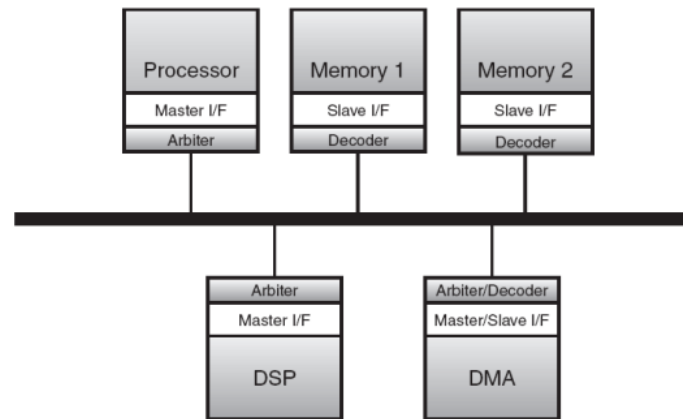 Processor
Master I/F
Arbiter
Memory 1
Slave I/F
Decoder
Memory 2
Slave I/F
Decoder
Arbiter
Master I/F
DSP
Arbiter/Decoder
Master/Slave I/F
DMA